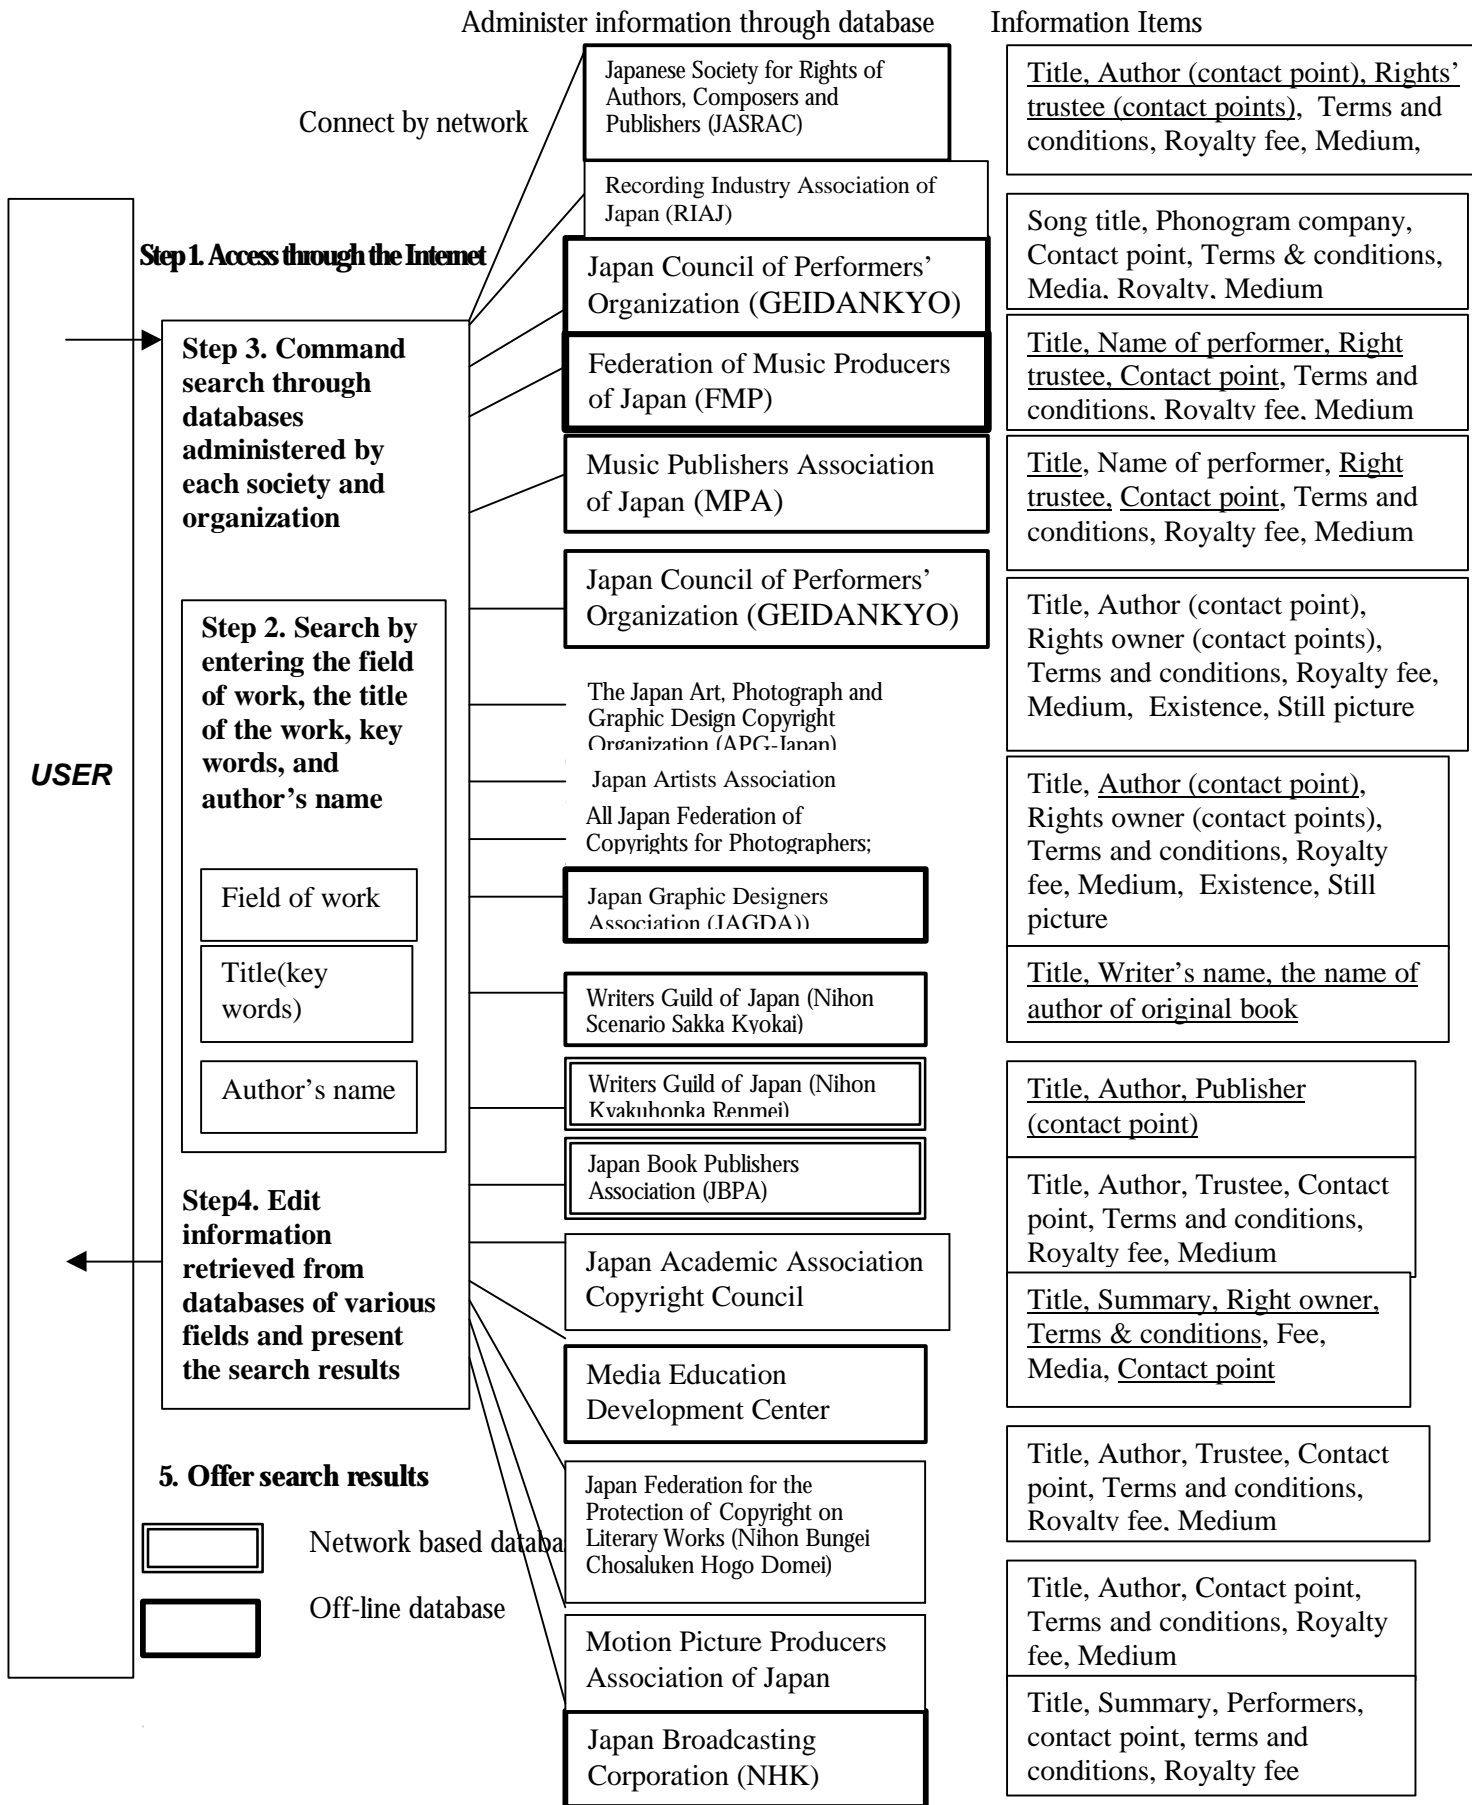 Administer information through database
Information Items
Connect by network
Japanese Society for Rights of
Authors, Composers and
Publishers (JASRAC)
Title, Author (contact point), Rights’
trustee (contact points), Terms and
conditions, Royalty fee, Medium,
Recording Industry Association of
Japan (RIAJ)
Song title, Phonogram company,
Contact point, Terms & conditions,
Media, Royalty, Medium
Step 1. Access through the Internet
Japan Council of Performers’
Organization (GEIDANKYO)
Title, Name of performer, Right
trustee, Contact point, Terms and
conditions, Royalty fee, Medium
Federation of Music Producers
of Japan (FMP)
Music Publishers Association
of Japan (MPA)
Title, Name of performer, Right
trustee, Contact point, Terms and
conditions, Royalty fee, Medium
Japan Council of Performers’
Organization (GEIDANKYO)
Title, Author (contact point),
Rights owner (contact points),
Terms and conditions, Royalty fee,
Medium, Existence, Still picture
The Japan Art, Photograph and
Graphic Design Copyright
Organization (APG-Japan)
Japan Artists Association
All Japan Federation of
Copyrights for Photographers;
Title, Author (contact point),
Rights owner (contact points),
Terms and conditions, Royalty
fee, Medium, Existence, Still
picture
Japan Graphic Designers
Association (JAGDA))
Writers Guild of Japan (Nihon
Scenario Sakka Kyokai)
Title, Writer’s name, the name of
author of original book
Writers Guild of Japan (Nihon
Kyakuhonka Renmei)
Title, Author, Publisher
(contact point)
Japan Book Publishers
Association (JBPA)
Title, Author, Trustee, Contact
point, Terms and conditions,
Royalty fee, Medium
Japan Academic Association
Copyright Council
Title, Summary, Right owner,
Terms & conditions, Fee,
Media, Contact point
Media Education
Development Center
Title, Author, Trustee, Contact
point, Terms and conditions,
Royalty fee, Medium
Japan Federation for the
Protection of Copyright on
Literary Works (Nihon Bungei
Chosaluken Hogo Domei)
Title, Author, Contact point,
Terms and conditions, Royalty
fee, Medium
Motion Picture Producers
Association of Japan
Title, Summary, Performers,
contact point, terms and
conditions, Royalty fee
Japan Broadcasting
Corporation (NHK)
USER
Step 3. Command
search through
databases
administered by
each society and
organization
Step 2. Search by
entering the field
of work, the title
of the work, key
words, and
author’s name
Field of work
Title(key
words)
Author’s name
Step4. Edit
information
retrieved from
databases of various
fields and present
the search results
5. Offer search results
Network based databa
Off-line database